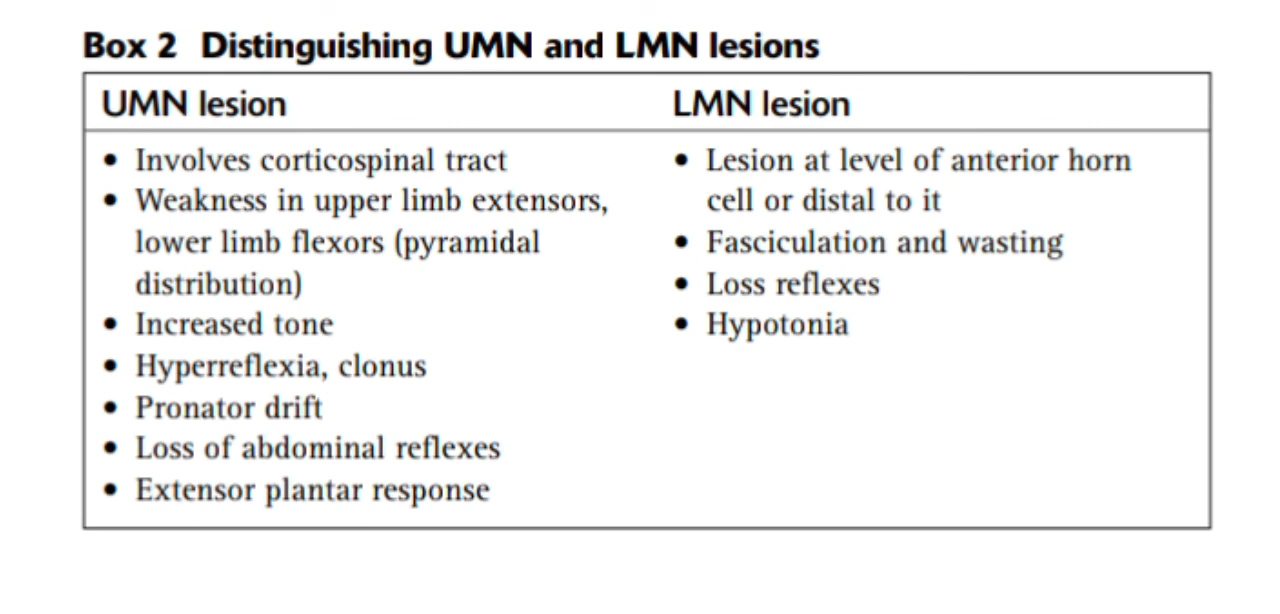 Box 2 Distinguishing UMN and LMN lesions
UMN lesion
• Involves corticospinal tract
• Weakness in upper limb extensors,
lower limb flexors (pyramidal
distribution)
• Increased tone
• Hyperreflexia, clonus
• Pronator drift
• Loss of abdominal reflexes
• Extensor plantar response
LMN lesion
• Lesion at level of anterior horn
cell or distal to it
• Fasciculation and wasting
• Loss reflexes
• Hypotonia